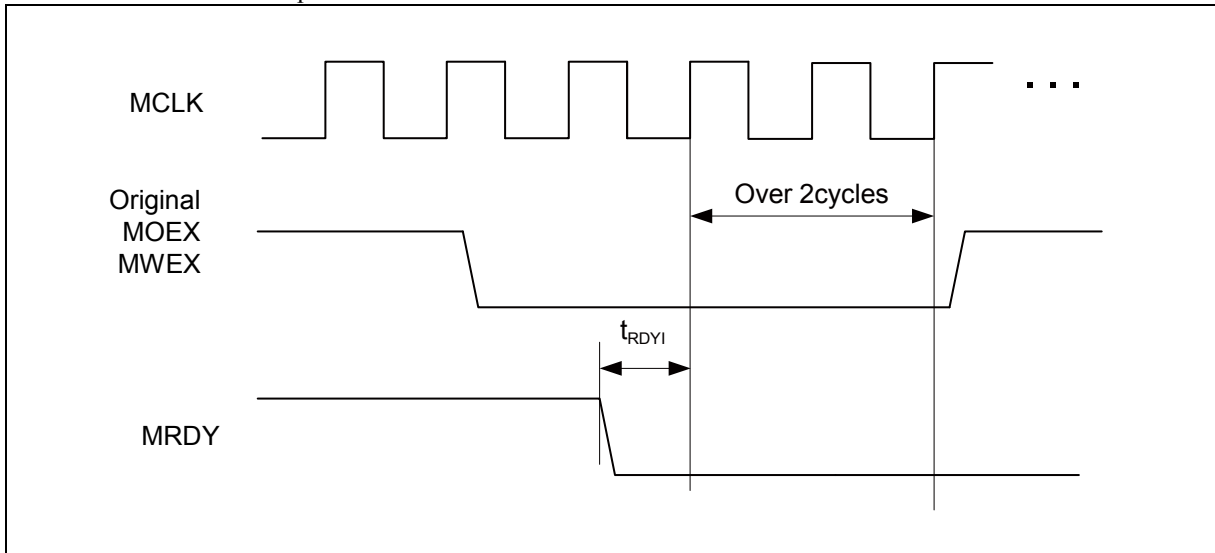 MCLK
. . .
Original
MOEX
MWEX
Over 2cycles
tRDYI
MRDY